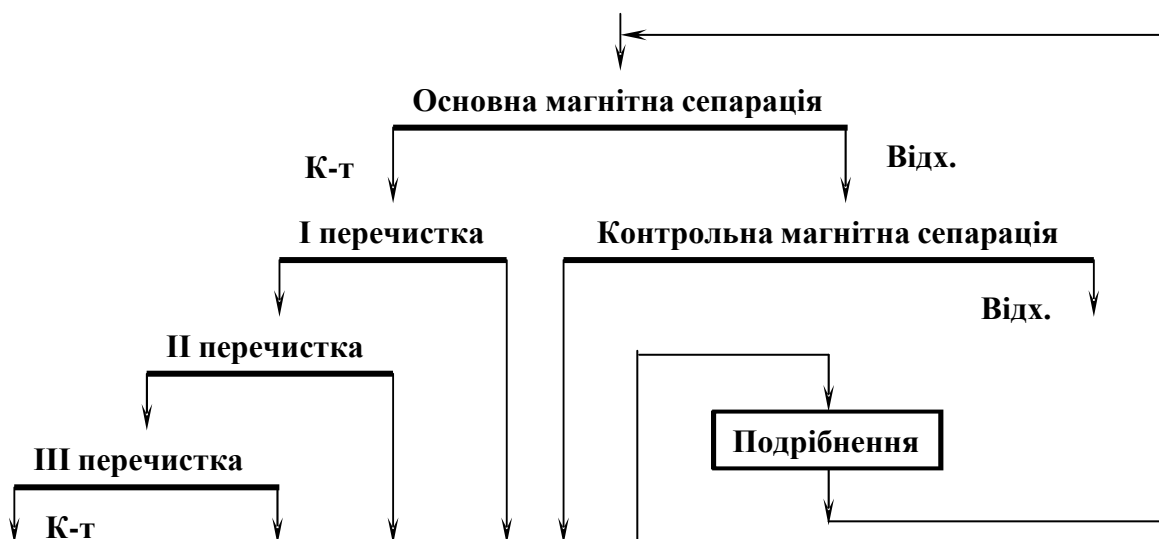 Основна магнітна сепарація
К-т
Відх.
І перечистка
Контрольна магнітна сепарація
Відх.
ІІ перечистка
Подрібнення
ІІІ перечистка
К-т